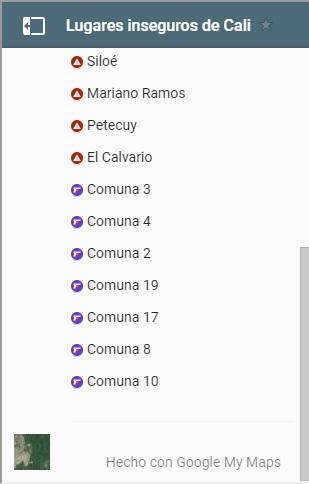 Lugares inseguros de Cali
Siloé
Mariano Ramos
Petecuy
El Calvario
Comuna 3
Comuna 4
Comuna 2
Comuna 19
Comuna 17
Comuna 8
Comuna 10
Hecho con Google My Maps